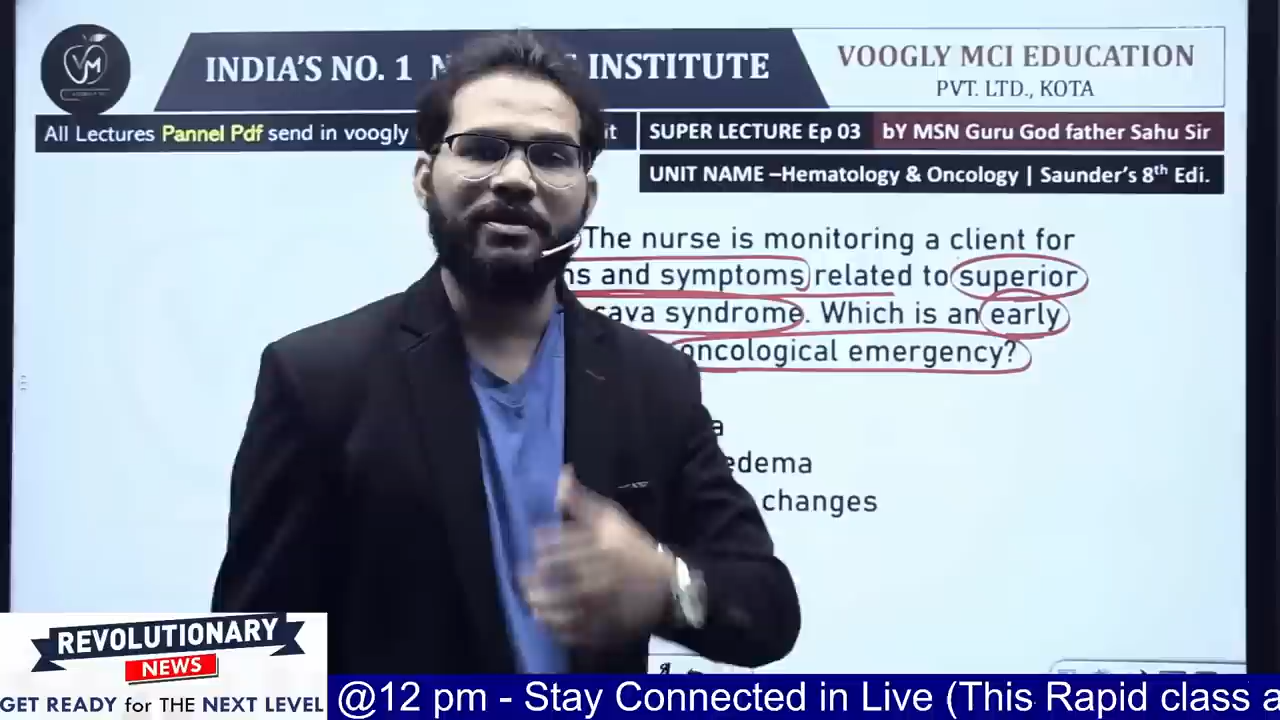 VM
INDIA'S NO. 1 N INSTITUTE
VOOGLY MCI EDUCATION
PVT. LTD., KOTA
All Lectures Pannel Pdf send in voogly
SUPER LECTURE Ep 03 bY MSN Guru God father Sahu Sir
UNIT NAME –Hematology & Oncology | Saunder's 8th Edi.
The nurse is monitoring a client for
and symptoms related to superior
syndrome. Which is an early
oncological emergency?
edema
changes
REVOLUTIONARY
NEWS
GET READY for THE NEXT LEVEL
@12 pm - Stay Connected in Live (This Rapid class a